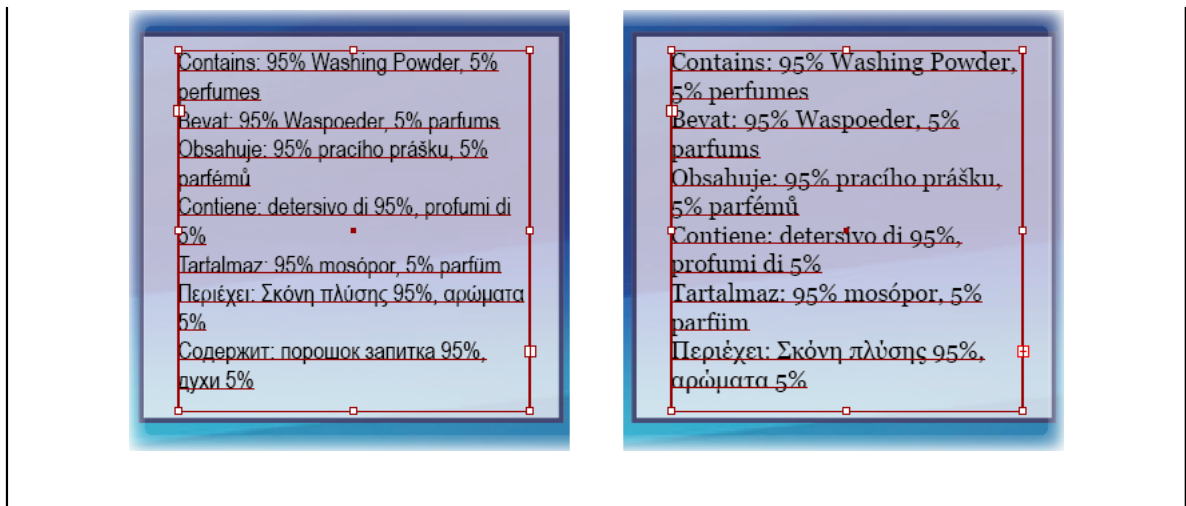 Contains: 95% Washing Powder, 5%
perfumes
Bevat: 95% Waspoeder, 5% parfums
Obsahuje: 95% pracího prášku, 5%
parfémů
Contiene: detersivo di 95%, profumi di
5%
Tartalmaz: 95% mosópor, 5% parfüm
Περιέχει: Σκόνη πλύσης 95%, αρώματα
5%
Содержит: порошок запитка 95%,
духи 5%
Contains: 95% Washing Powder,
5% perfumes
Bevat: 95% Waspoeder, 5%
parfums
Obsahuje: 95% pracího prášku,
5% parfémů
Contiene: detersivo di 95%,
profumi di 5%
Tartalmaz: 95% mosópor, 5%
parfüm
Περιέχει: Σκόνη πλύσης 95%,
αρώματα 5%